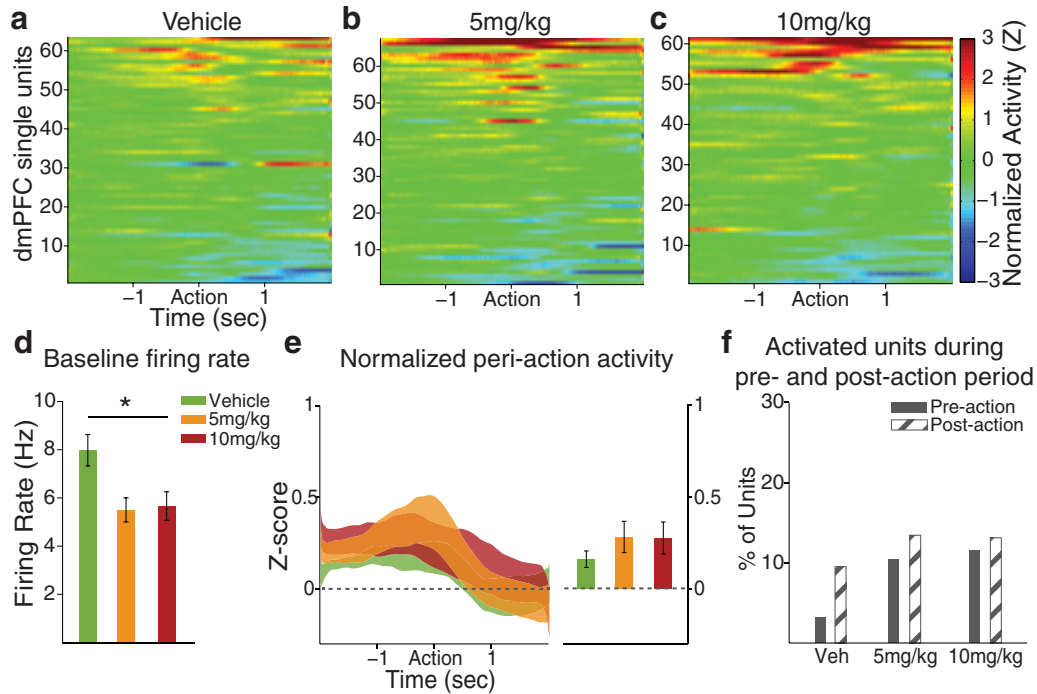 a Vehicle
dmPFC single units
60
50
40
30
20
10
−1 Action 1
Time (sec)
b 5mg/kg
60
50
40
30
20
10
−1 Action 1
c 10mg/kg
60
50
40
30
20
10
−1 Action 1
3
2
1
0
−1
−2
−3
Normalized Activity (Z)
d Baseline firing rate
Firing Rate (Hz)
10
8
6
4
2
*
Vehicle
5mg/kg
10mg/kg
e Normalized peri-action activity
Z-score
1
0.5
0
−1 Action 1
Time (sec)
1
0.5
0
f Activated units during
pre- and post-action period
% of Units
30
20
10
Pre-action
Post-action
Veh 5mg/kg 10mg/kg